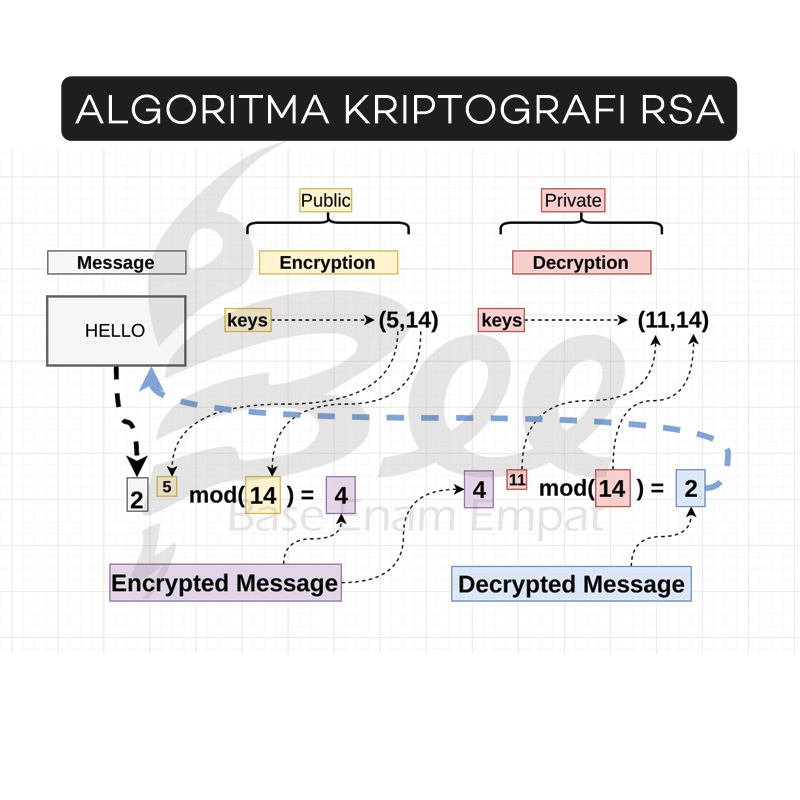 ALGORITMA KRIPTOGRAFI RSA
Public
Private
Message
Encryption
Decryption
HELLO
keys
(5,14)
keys
(11,14)
2 5 mod( 14 ) = 4
4 11 mod( 14 ) = 2
Bee
Base Enam Empat
Encrypted Message
Decrypted Message